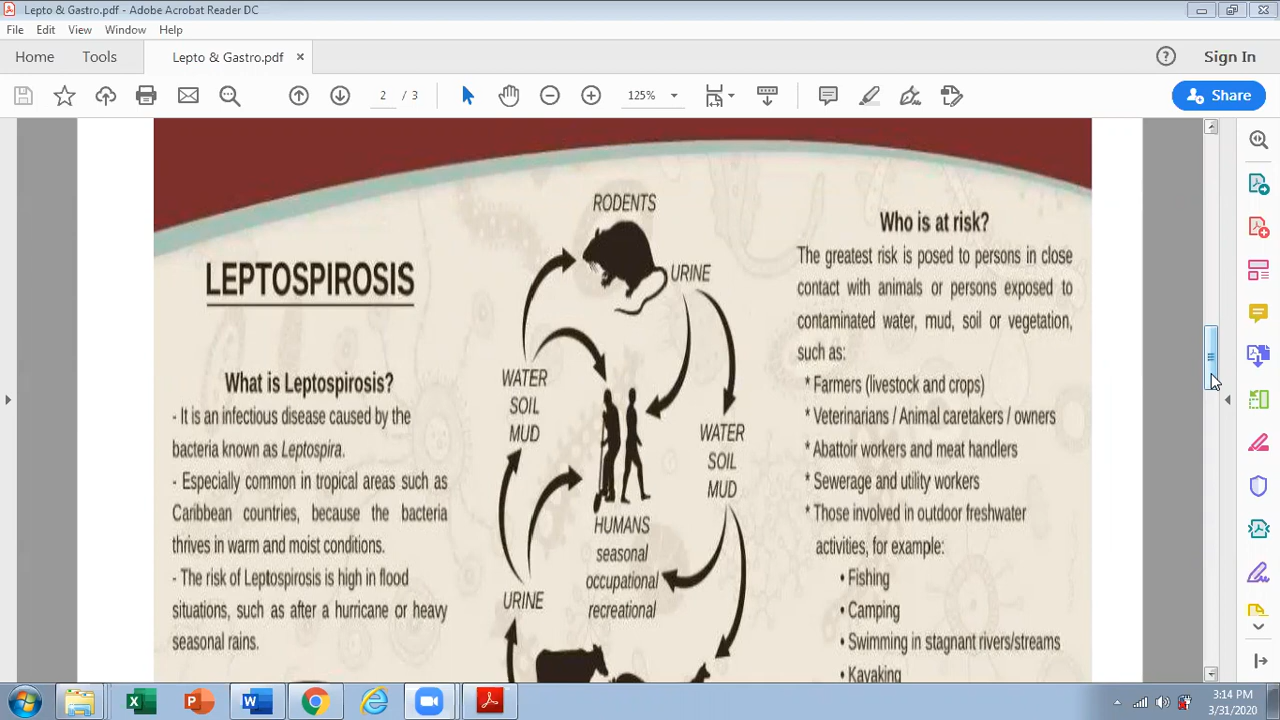 Lepto & Gastro.pdf - Adobe Acrobat Reader DC
File Edit View Window Help
Home Tools Lepto & Gastro.pdf × Sign In
2 / 3 125% Share
LEPTOSPIROSIS
What is Leptospirosis?
- It is an infectious disease caused by the
bacteria known as Leptospira.
- Especially common in tropical areas such as
Caribbean countries, because the bacteria
thrives in warm and moist conditions.
- The risk of Leptospirosis is high in flood
situations, such as after a hurricane or heavy
seasonal rains.
RODENTS
URINE
WATER
SOIL
MUD
WATER
SOIL
MUD
HUMANS
seasonal
occupational
recreational
URINE
Who is at risk?
The greatest risk is posed to persons in close
contact with animals or persons exposed to
contaminated water, mud, soil or vegetation,
such as:
* Farmers (livestock and crops)
* Veterinarians / Animal caretakers / owners
* Abattoir workers and meat handlers
* Sewerage and utility workers
* Those involved in outdoor freshwater
activities, for example:
• Fishing
• Camping
• Swimming in stagnant rivers/streams
• Kayaking
3:14 PM
3/31/2020